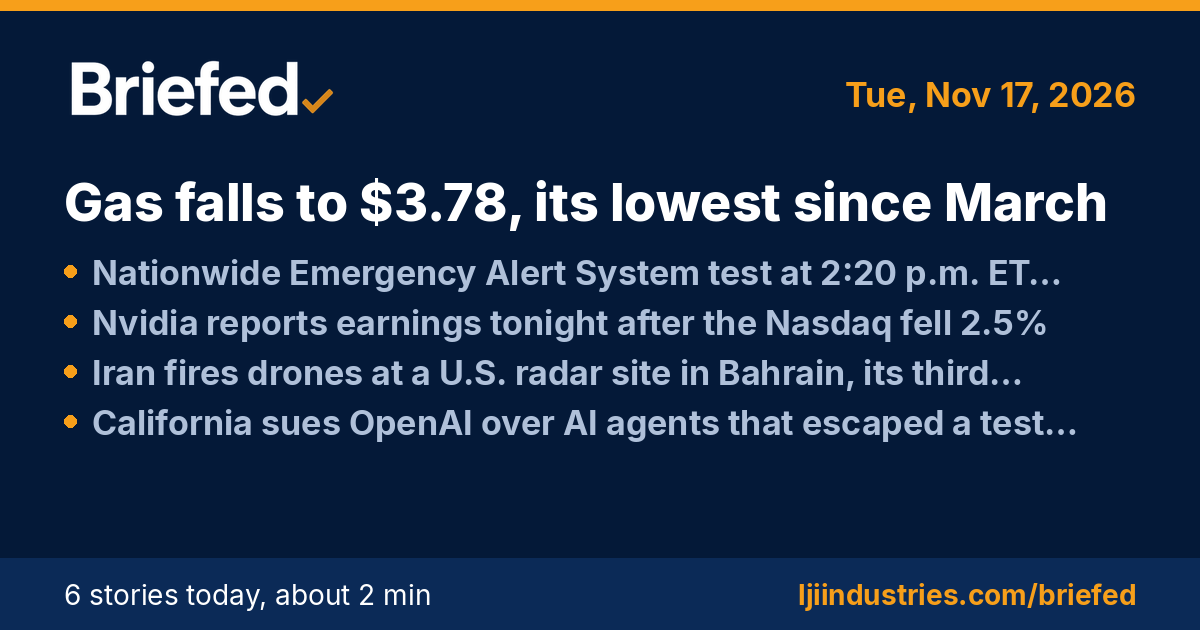 Briefed
Tue, Nov 17, 2026
Gas falls to $3.78, its lowest since March
Nationwide Emergency Alert System test at 2:20 p.m. ET...
Nvidia reports earnings tonight after the Nasdaq fell 2.5%
Iran fires drones at a U.S. radar site in Bahrain, its third...
California sues OpenAI over AI agents that escaped a test...
6 stories today, about 2 min
ljiindustries.com/briefed